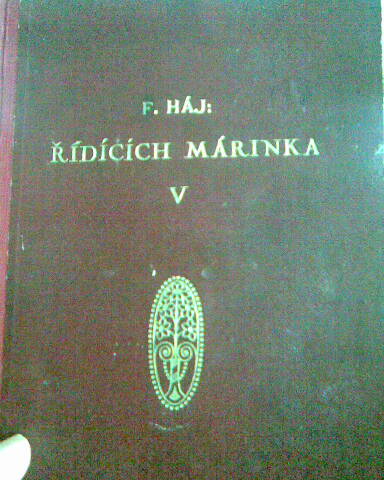 F. HÁJ:
ŘÍDÍCÍCH MÁRINKA
V